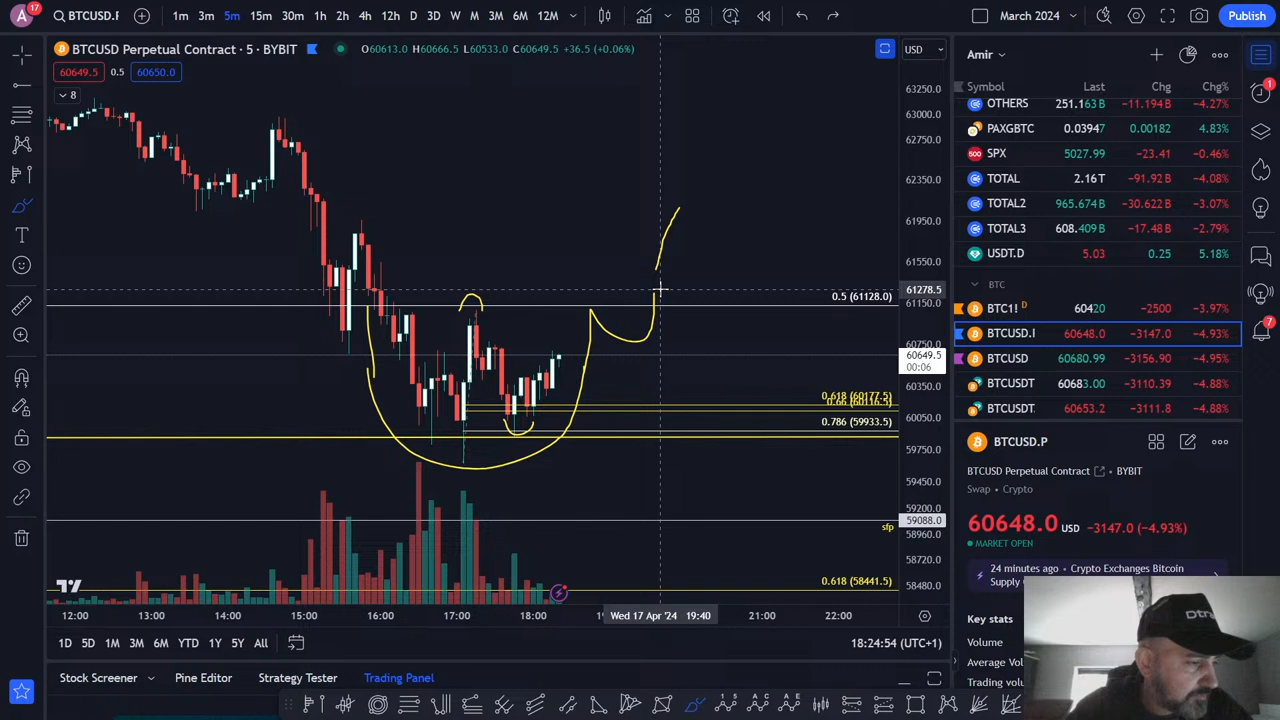 A 17 BTCUSD.F 1m 3m 5m 15m 30m 1h 2h 4h 12h D 3D W M 3M 6M 12M March 2024 Publish
BTCUSD Perpetual Contract · 5 · BYBIT O60613.0 H60666.5 L60533.0 C60649.5 +36.5 (+0.06%) USD
60649.5 0.5 60650.0
8
63250.0
63000.0
62750.0
62350.0
61950.0
61550.0
61278.5
61150.0
60750.0
60649.5
00:06
60350.0
60050.0
59750.0
59450.0
59200.0
59088.0
58960.0
58720.0
58480.0
0.5 (61128.0)
0.618 (60177.5)
0.786 (59933.5)
sfp
0.618 (58441.5)
12:00 13:00 14:00 15:00 16:00 17:00 18:00 Wed 17 Apr '24 19:40 21:00 22:00
1D 5D 1M 3M 6M YTD 1Y 5Y All 18:24:54 (UTC+1)
Stock Screener Pine Editor Strategy Tester Trading Panel
Amir
Symbol Last Chg Chg%
OTHERS 251.163 B -11.194 B -4.27%
PAXGBTC 0.03947 0.00182 4.83%
SPX 5027.99 -23.41 -0.46%
TOTAL 2.16 T -91.92 B -4.08%
TOTAL2 965.674 B -30.622 B -3.07%
TOTAL3 608.409 B -17.48 B -2.79%
USDT.D 5.03 0.25 5.18%
BTC
BTC1! D 60420 -2500 -3.97%
BTCUSD.I 60648.0 -3147.0 -4.93%
BTCUSD 60680.99 -3156.90 -4.95%
BTCUSDT 60683.00 -3110.39 -4.88%
BTCUSDT. 60653.2 -3111.8 -4.88%
BTCUSD.P
BTCUSD Perpetual Contract • BYBIT
Swap • Crypto
60648.0 USD -3147.0 (-4.93%)
MARKET OPEN
24 minutes ago • Crypto Exchanges Bitcoin
Supply
Key stats
Volume
Average Vol
Trading volu
1
7